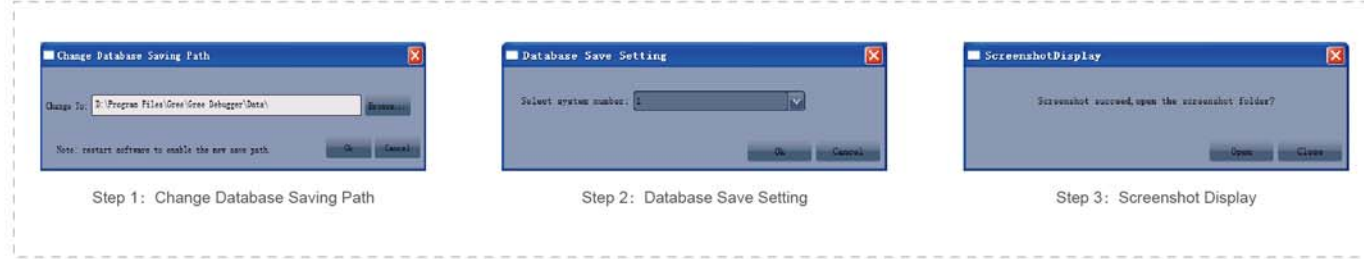 Change Database Saving Path
Change To: D:\Program Files\Gree\Gree Debugger\Data\ Browse...
Note: restart software to enable the new save path.
Ok Cancel
Step 1: Change Database Saving Path
Database Save Setting
Select system number: 1
Ok Cancel
Step 2: Database Save Setting
ScreenshotDisplay
Screenshot succeed,open the screenshot folder?
Open Close
Step 3: Screenshot Display